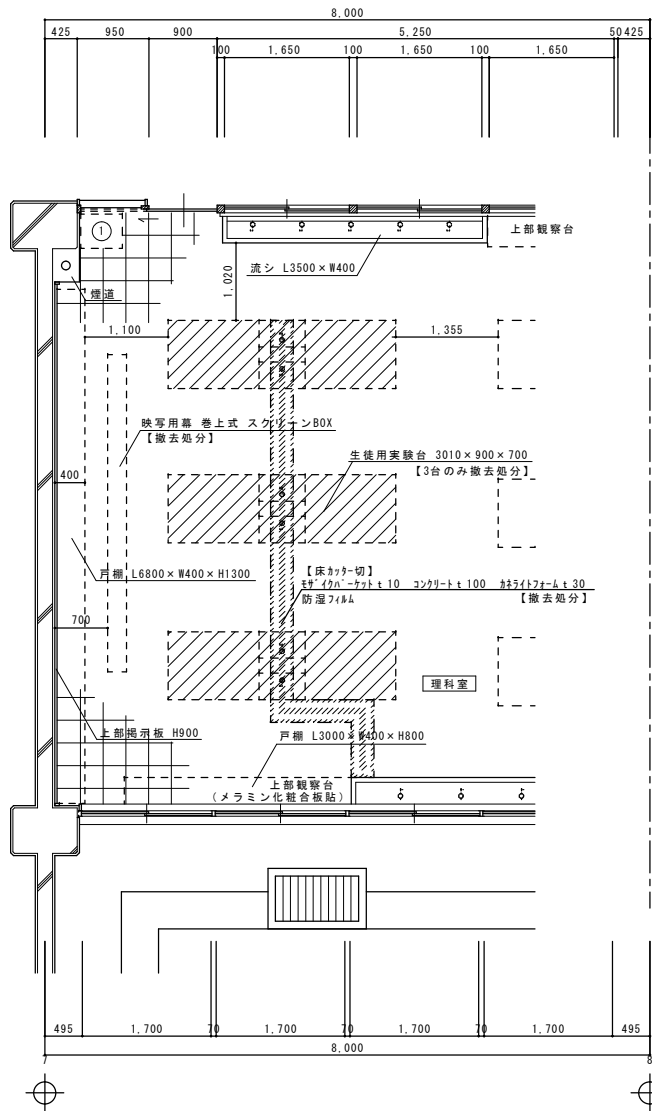 8,000
425 950 900 5,250 50 425
100 1,650 100 1,650 100 1,650
①
上部観察台
流シ L3500×W400
煙道
1,020
1,100
1,355
映写用幕 巻上式 スクリーンBOX
【撤去処分】
生徒用実験台 3010×900×700
【3台のみ撤去処分】
400
【床カッター切】
モザイクパーケット t 10 コンクリート t 100 カネライトフォーム t 30
防湿フィルム 【撤去処分】
戸棚 L6800×W400×H1300
700
理科室
上部掲示板 H900
戸棚 L3000×W400×H800
上部観察台
(メラミン化粧合板貼)
495 1,700 70 1,700 70 1,700 70 1,700 495
8,000
7 8